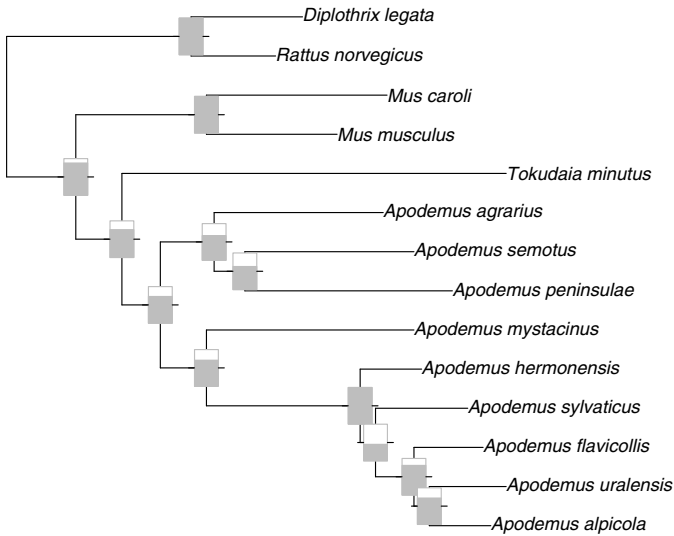 Diplothrix legata
Rattus norvegicus
Mus caroli
Mus musculus
Tokudaia minutus
Apodemus agrarius
Apodemus semotus
Apodemus peninsulae
Apodemus mystacinus
Apodemus hermonensis
Apodemus sylvaticus
Apodemus flavicollis
Apodemus uralensis
Apodemus alpicola